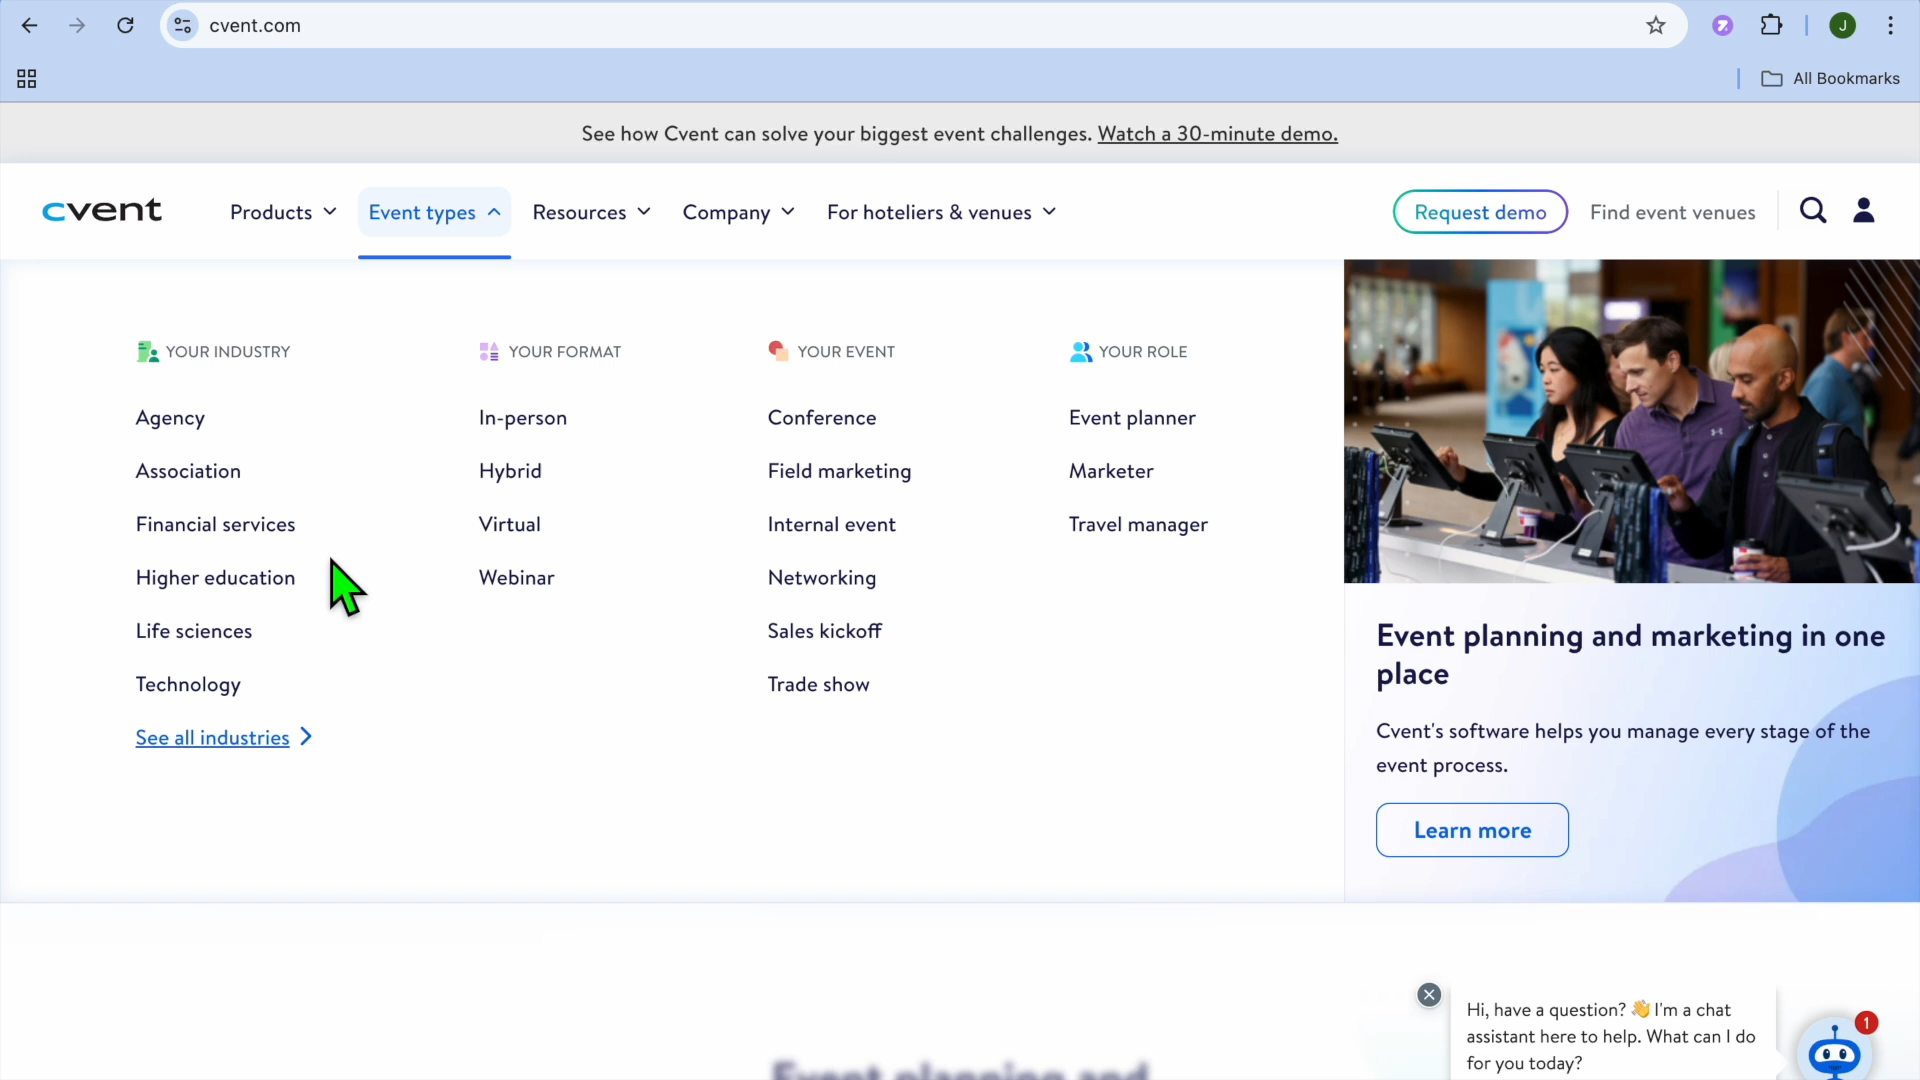 cvent.com
J
All Bookmarks
See how Cvent can solve your biggest event challenges. Watch a 30-minute demo.
cvent
Products
Event types
Resources
Company
For hoteliers & venues
Request demo
Find event venues
YOUR INDUSTRY
Agency
Association
Financial services
Higher education
Life sciences
Technology
See all industries
YOUR FORMAT
In-person
Hybrid
Virtual
Webinar
YOUR EVENT
Conference
Field marketing
Internal event
Networking
Sales kickoff
Trade show
YOUR ROLE
Event planner
Marketer
Travel manager
Event planning and marketing in one
place
Cvent's software helps you manage every stage of the
event process.
Learn more
Event planning and
Hi, have a question? 👋 I'm a chat
assistant here to help. What can I do
for you today?
1